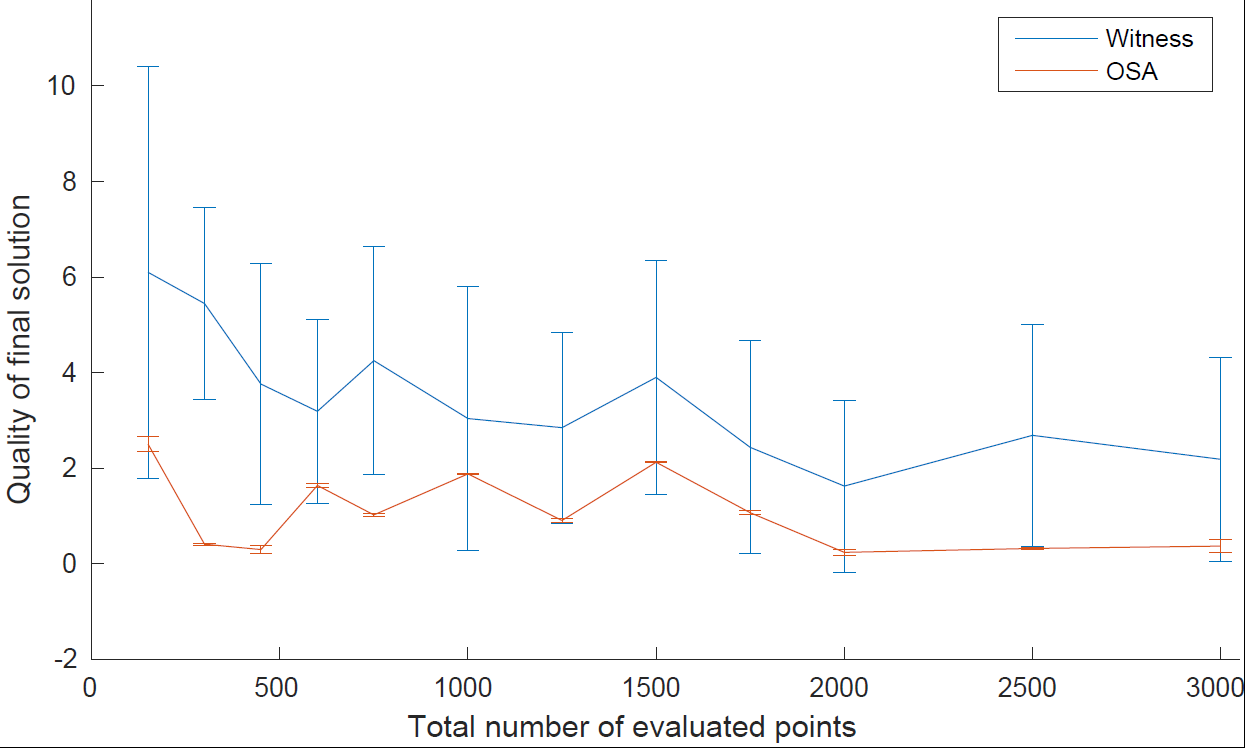 Witness
OSA
Quality of final solution
10
8
6
4
2
0
-2
0 500 1000 1500 2000 2500 3000
Total number of evaluated points